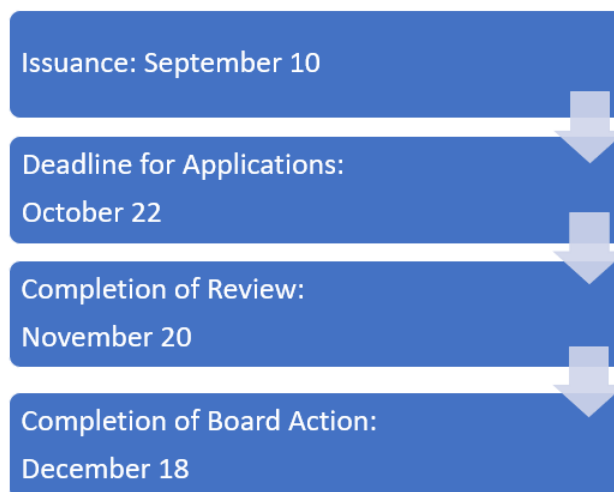 Issuance: September 10
Deadline for Applications:
October 22
Completion of Review:
November 20
Completion of Board Action:
December 18